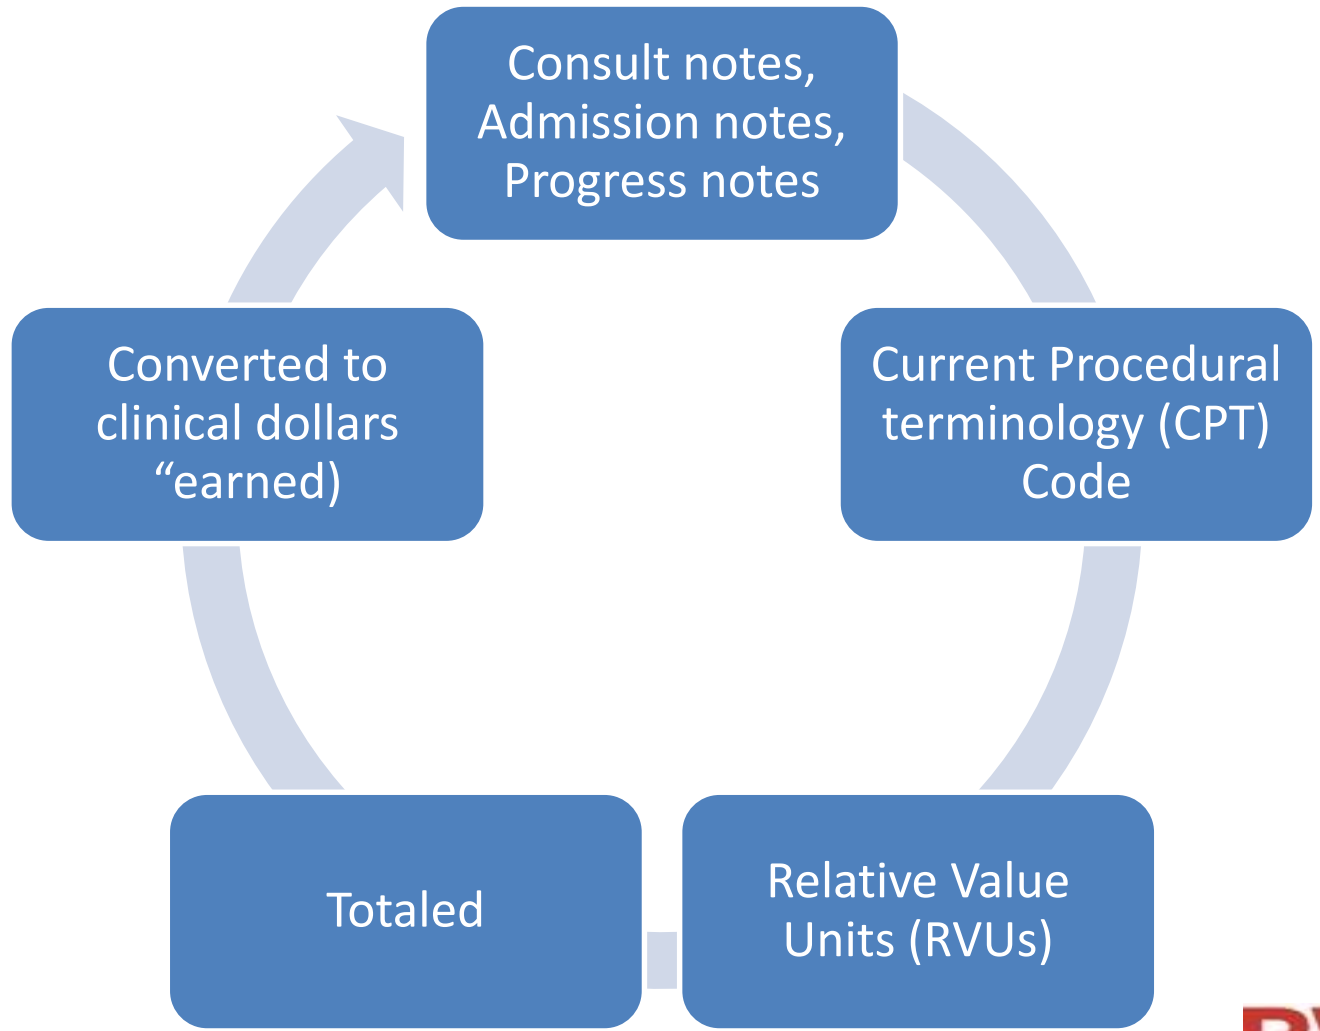 Consult notes,
Admission notes,
Progress notes
Current Procedural
terminology (CPT)
Code
Relative Value
Units (RVUs)
Totaled
Converted to
clinical dollars
“earned)